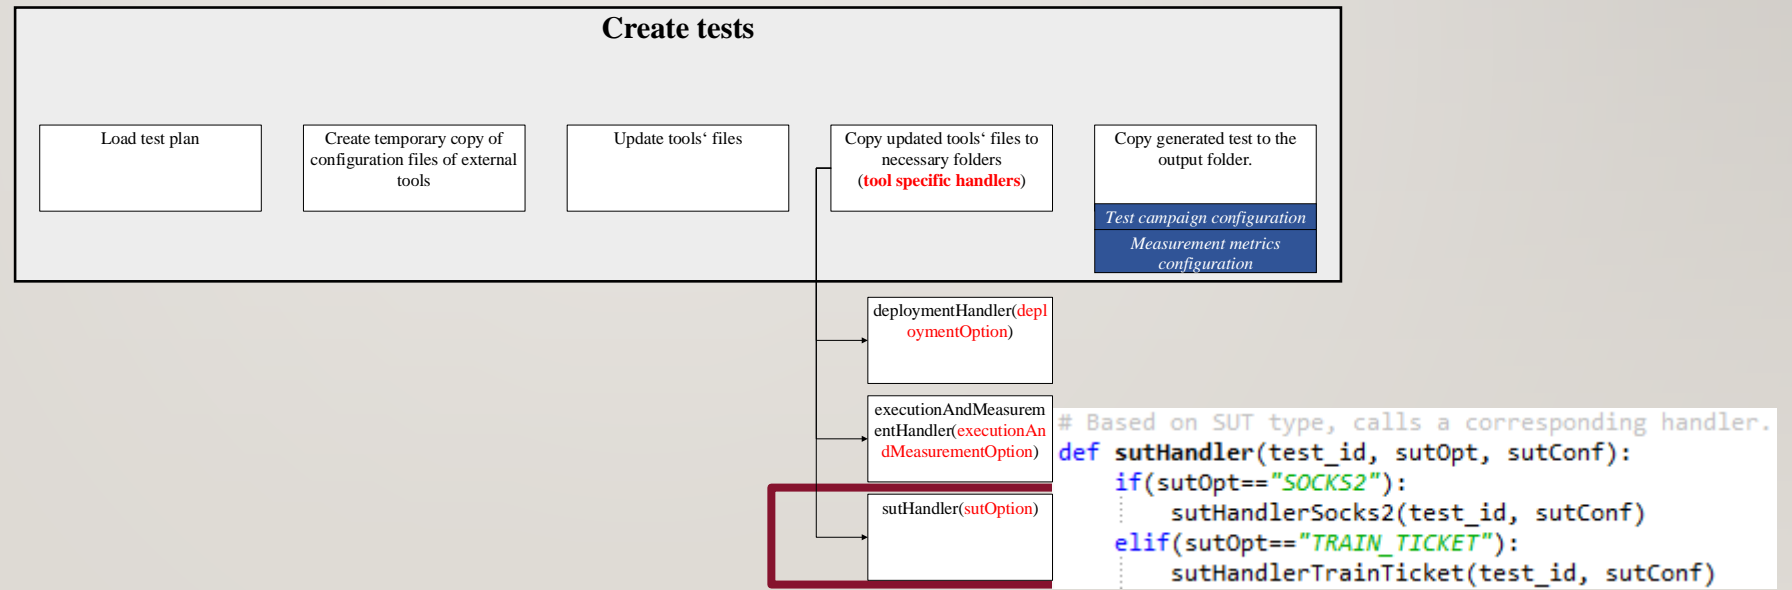 Create tests
Load test plan
Create temporary copy of
configuration files of external
tools
Update tools‘ files
Copy updated tools‘ files to
necessary folders
(tool specific handlers)
Copy generated test to the
output folder.
Test campaign configuration
Measurement metrics
configuration
deploymentHandler(depl
oymentOption)
executionAndMeasurem
entHandler(executionAn
dMeasurementOption)
sutHandler(sutOption)
# Based on SUT type, calls a corresponding handler.
def sutHandler(test_id, sutOpt, sutConf):
if(sutOpt=="SOCKS2"):
sutHandlerSocks2(test_id, sutConf)
elif(sutOpt=="TRAIN_TICKET"):
sutHandlerTrainTicket(test_id, sutConf)